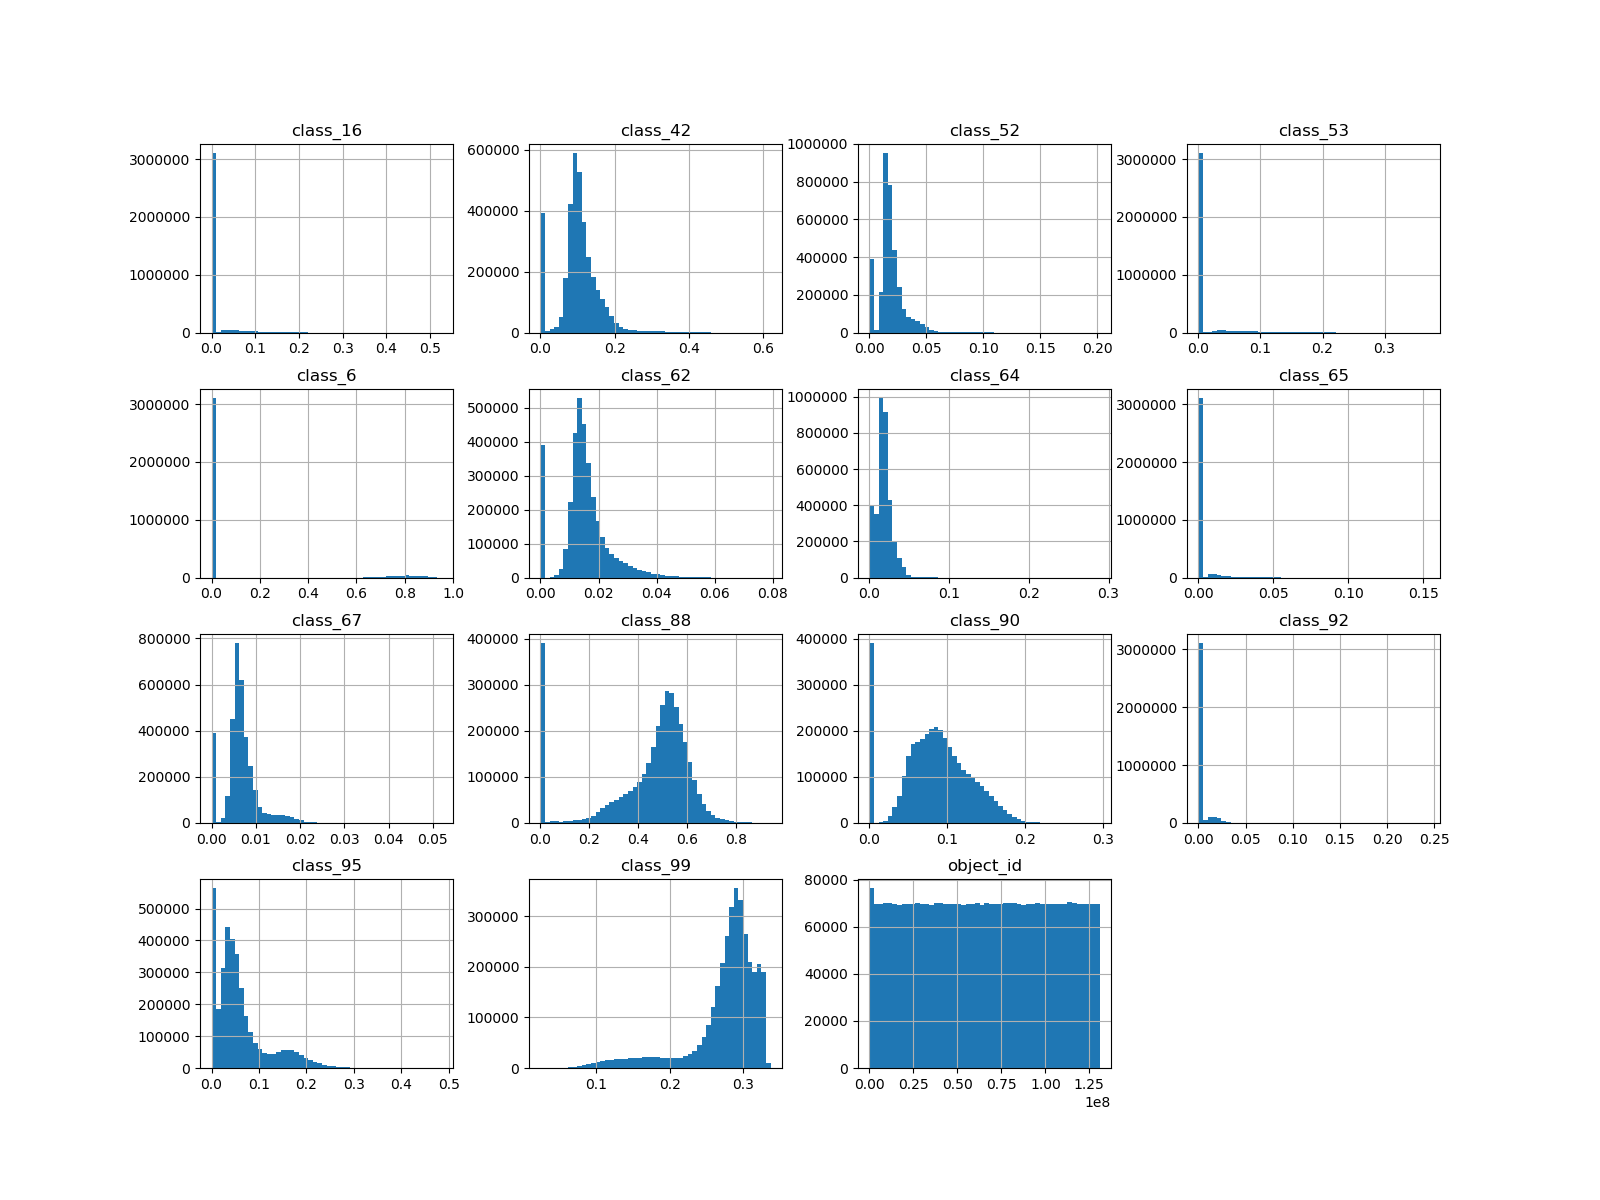 class_16
3000000
2000000
1000000
0
0.0 0.1 0.2 0.3 0.4 0.5
class_42
600000
400000
200000
0
0.0 0.2 0.4 0.6
class_52
1000000
800000
600000
400000
200000
0
0.00 0.05 0.10 0.15 0.20
class_53
3000000
2000000
1000000
0
0.0 0.1 0.2 0.3
class_6
3000000
2000000
1000000
0
0.0 0.2 0.4 0.6 0.8 1.0
class_62
500000
400000
300000
200000
100000
0
0.00 0.02 0.04 0.06 0.08
class_64
1000000
800000
600000
400000
200000
0
0.0 0.1 0.2 0.3
class_65
3000000
2000000
1000000
0
0.00 0.05 0.10 0.15
class_67
800000
600000
400000
200000
0
0.00 0.01 0.02 0.03 0.04 0.05
class_88
400000
300000
200000
100000
0
0.0 0.2 0.4 0.6 0.8
class_90
400000
300000
200000
100000
0
0.0 0.1 0.2 0.3
class_92
3000000
2000000
1000000
0
0.00 0.05 0.10 0.15 0.20 0.25
class_95
500000
400000
300000
200000
100000
0
0.0 0.1 0.2 0.3 0.4 0.5
class_99
300000
200000
100000
0
0.1 0.2 0.3
object_id
80000
60000
40000
20000
0
0.00 0.25 0.50 0.75 1.00 1.25
1e8